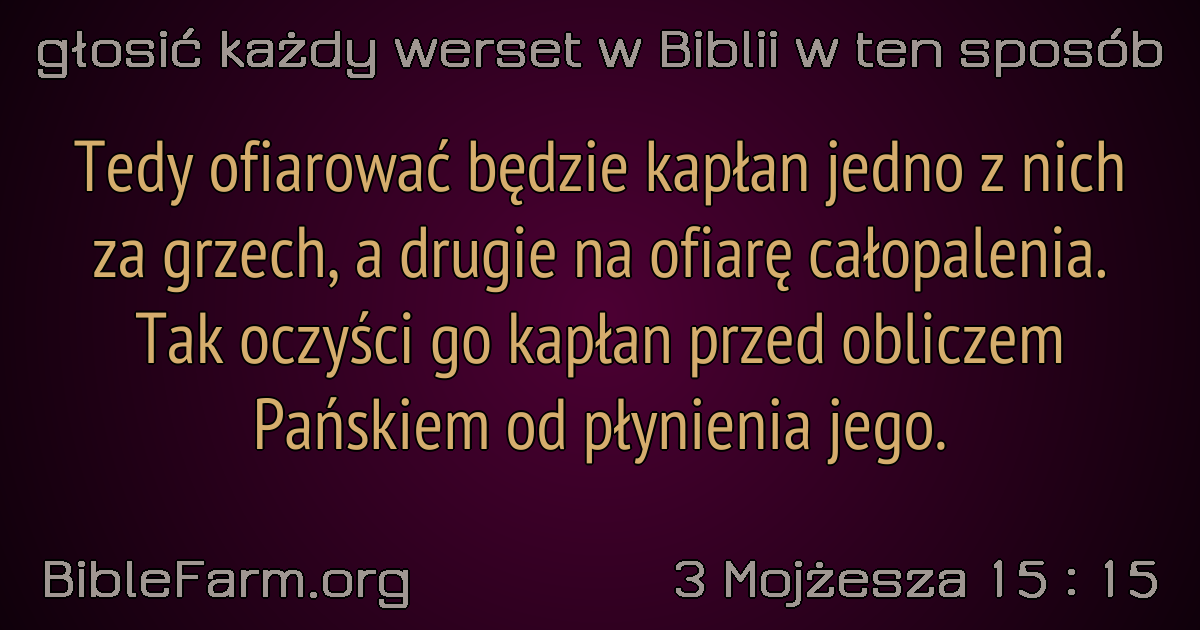 głosić każdy werset w Biblii w ten sposób
Tedy ofiarować będzie kapłan jedno z nich
za grzech, a drugie na ofiarę całopalenia.
Tak oczyści go kapłan przed obliczem
Pańskiem od płynienia jego.
BibleFarm.org
3 Mojżesza 15 : 15